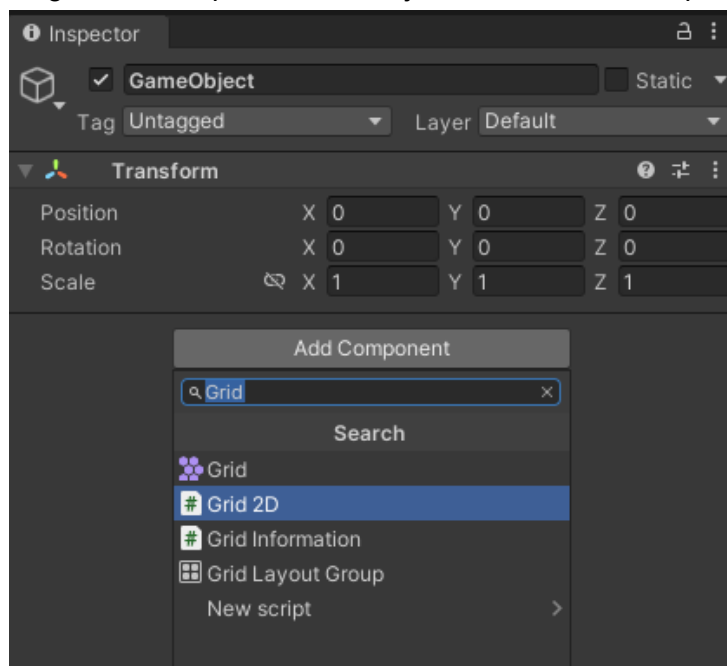 Inspector
GameObject Static
Tag Untagged Layer Default
Transform
Position X 0 Y 0 Z 0
Rotation X 0 Y 0 Z 0
Scale X 1 Y 1 Z 1
Add Component
Grid
Search
Grid
# Grid 2D
# Grid Information
Grid Layout Group
New script